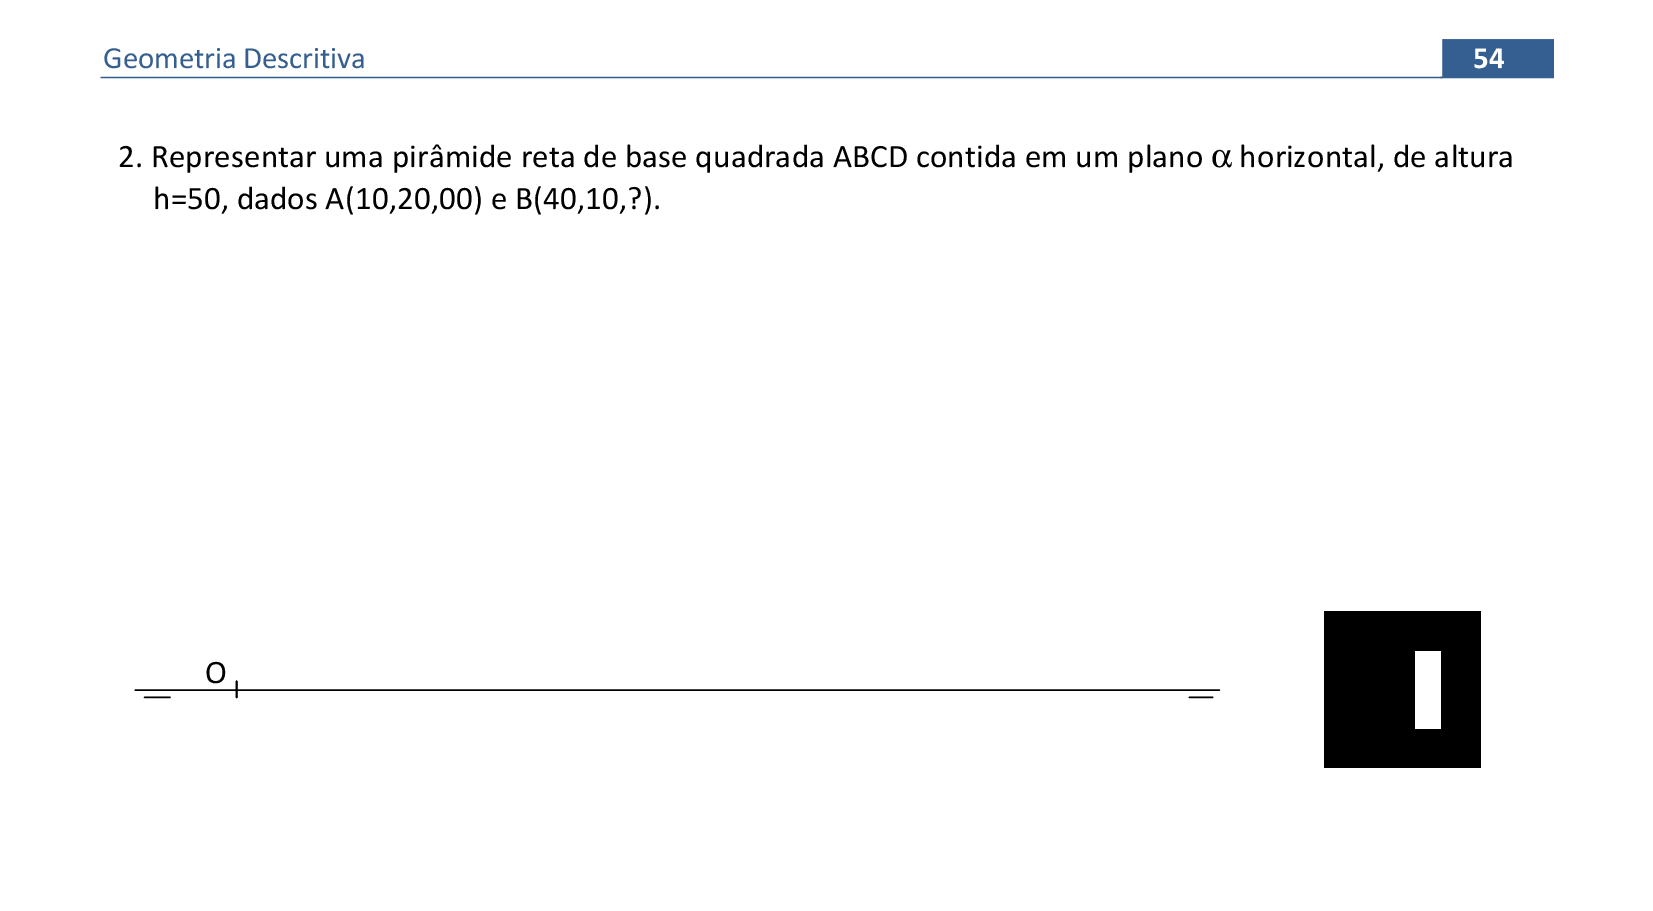 Geometria Descritiva 54
2. Representar uma pirâmide reta de base quadrada ABCD contida em um plano α horizontal, de altura
h=50, dados A(10,20,00) e B(40,10,?).
O